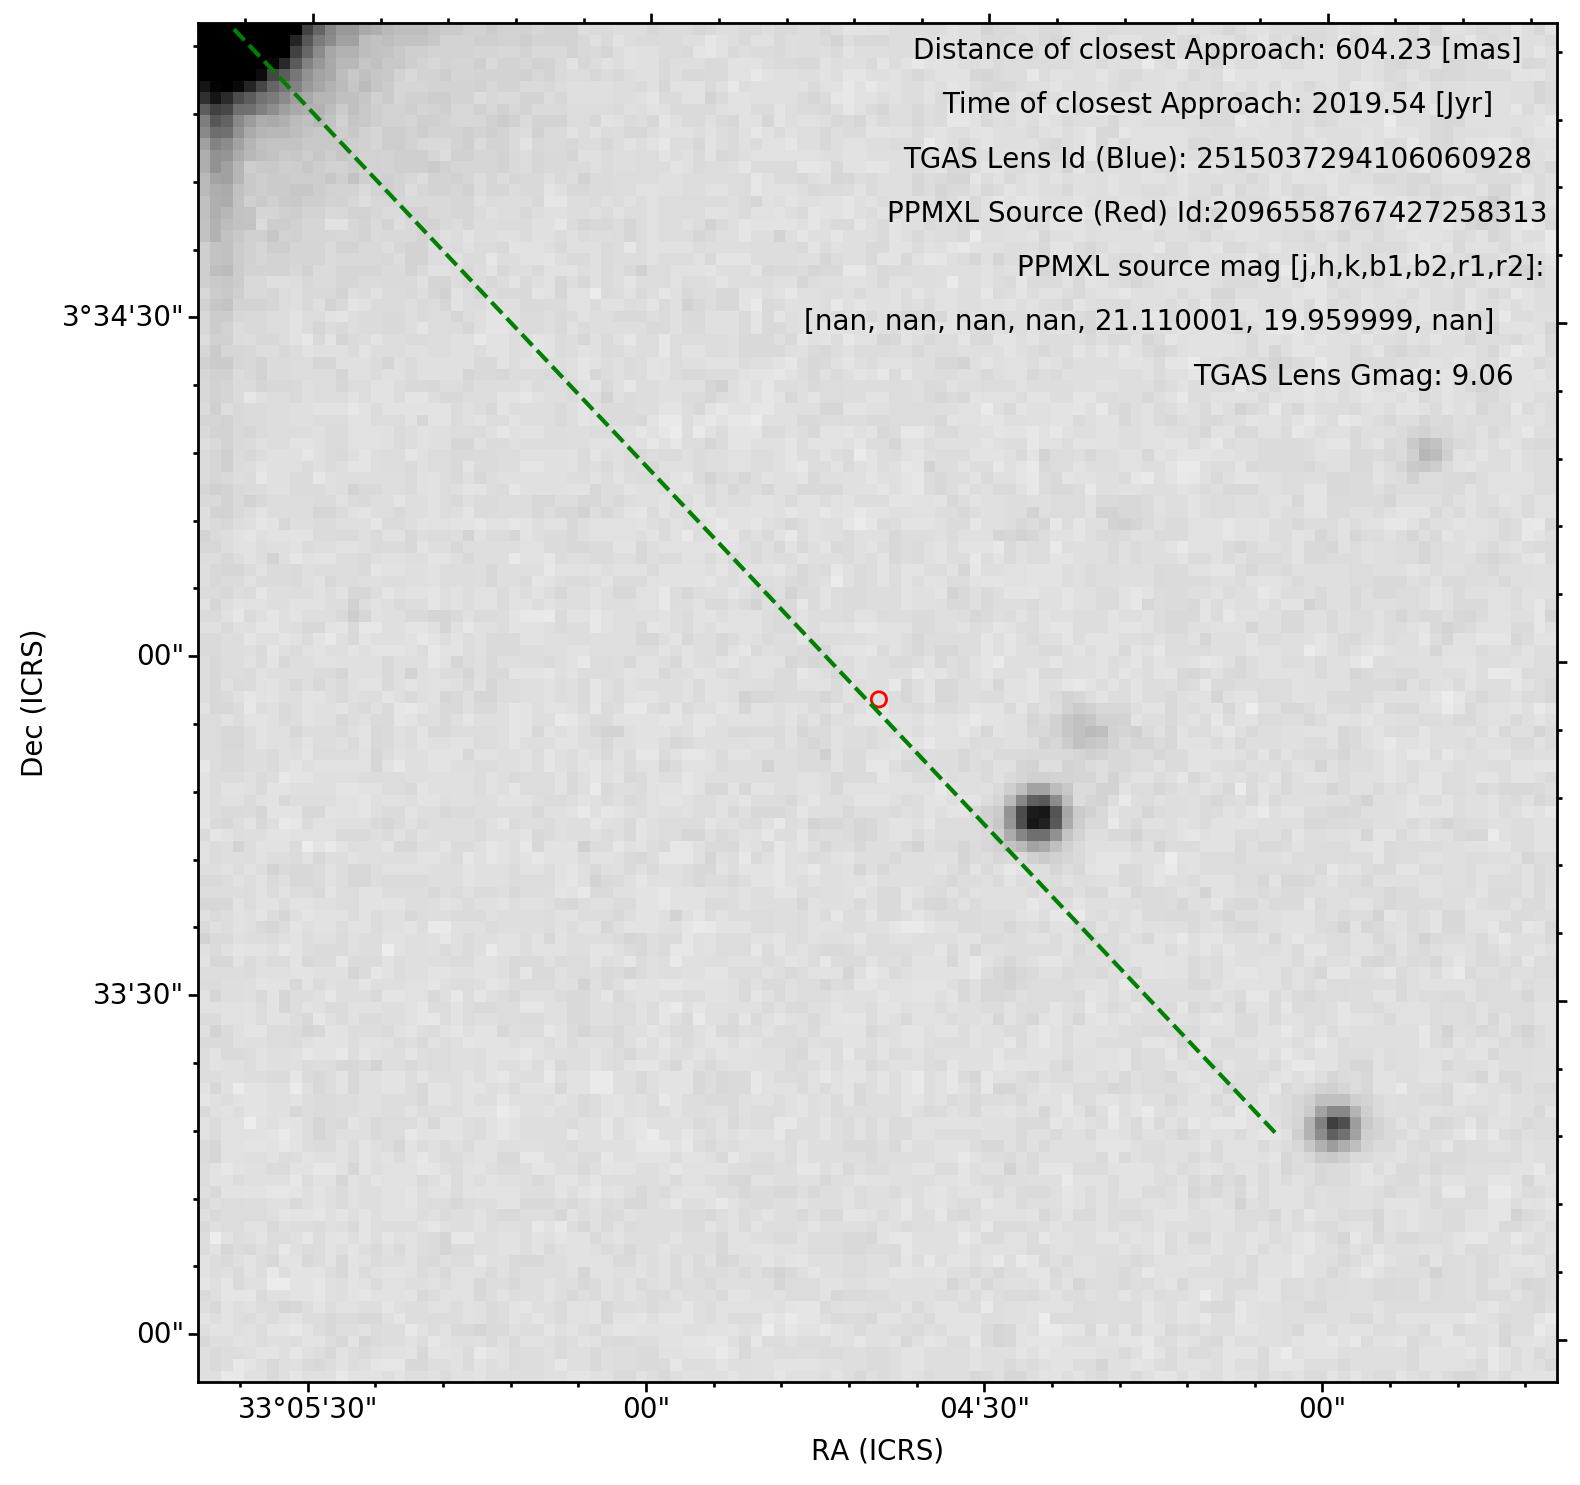 Distance of closest Approach: 604.23 [mas]
Time of closest Approach: 2019.54 [Jyr]
TGAS Lens Id (Blue): 2515037294106060928
PPMXL Source (Red) Id:2096558767427258313
PPMXL source mag [j,h,k,b1,b2,r1,r2]:
[nan, nan, nan, nan, 21.110001, 19.959999, nan]
TGAS Lens Gmag: 9.06
3°34'30"
00"
33'30"
00"
Dec (ICRS)
33°05'30" 00" 04'30" 00"
RA (ICRS)